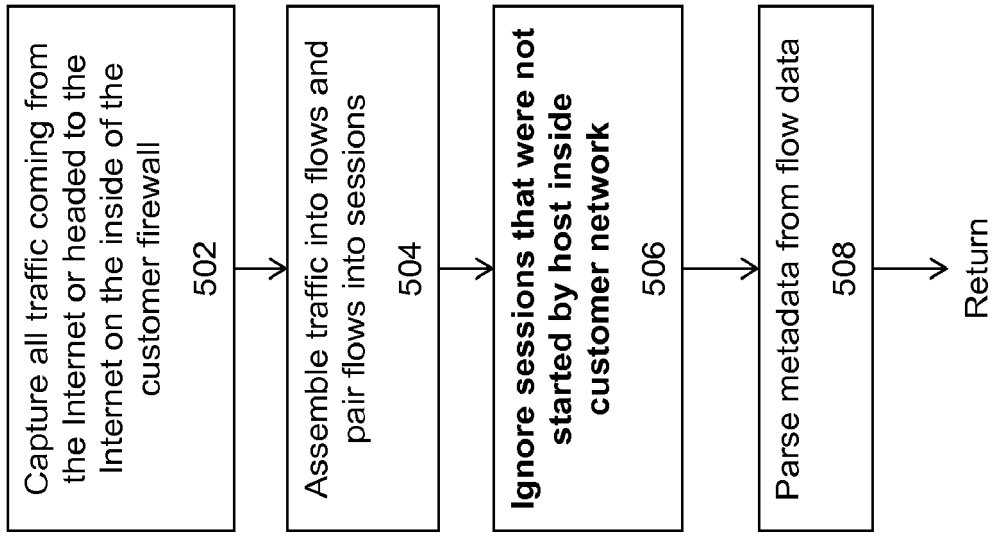 Capture all traffic coming from
the Internet or headed to the
Internet on the inside of the
customer firewall
502
Assemble traffic into flows and
pair flows into sessions
504
Ignore sessions that were not
started by host inside
customer network
506
Parse metadata from flow data
508
Return